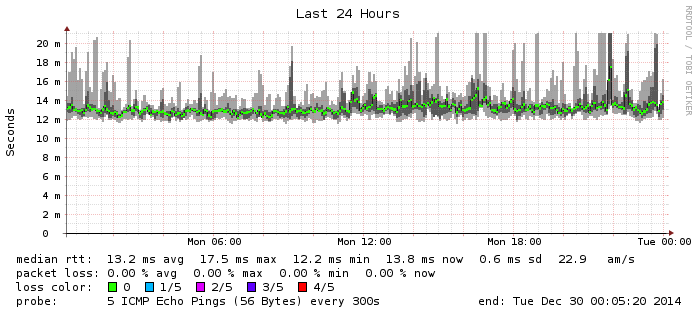 Last 24 Hours
RRDTOOL / TOBI OETIKER
Seconds
20 m
18 m
16 m
14 m
12 m
10 m
8 m
6 m
4 m
2 m
0
Mon 06:00 Mon 12:00 Mon 18:00 Tue 00:00
median rtt: 13.2 ms avg 17.5 ms max 12.2 ms min 13.8 ms now 0.6 ms sd 22.9 am/s
packet loss: 0.00 % avg 0.00 % max 0.00 % min 0.00 % now
loss color: 0 1/5 2/5 3/5 4/5
probe: 5 ICMP Echo Pings (56 Bytes) every 300s end: Tue Dec 30 00:05:20 2014